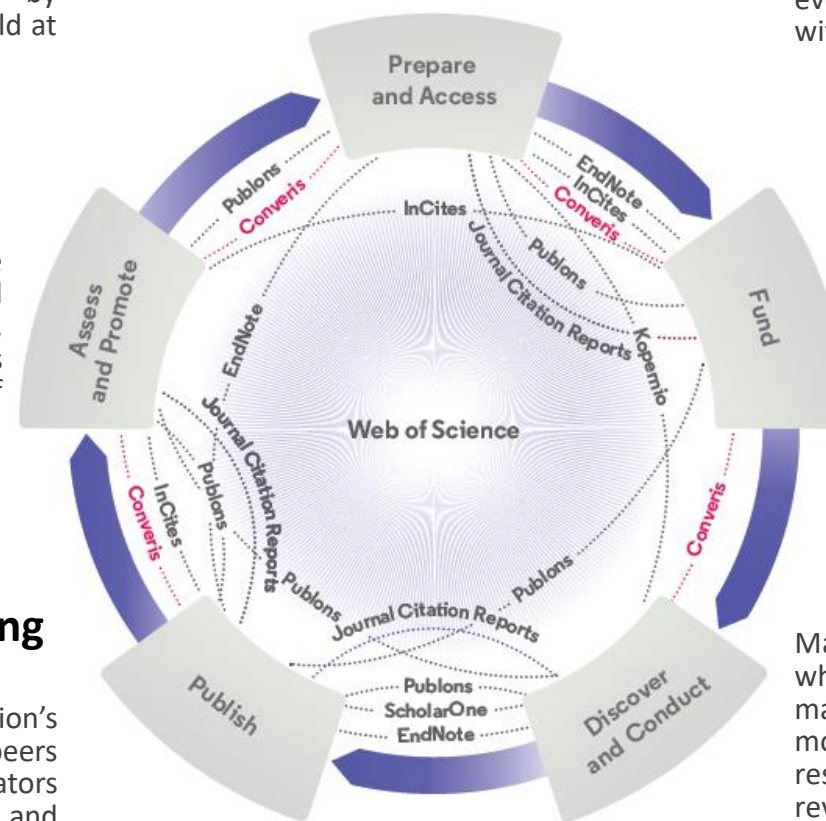 by
ld at
ev
wit
Prepare
and Access
EndNote
InCites
Converis
Publons
Converis
InCites
Publons
Journal Citation Reports
Kopernio
Fund
Assess
and Promote
EndNote
Web of Science
Journal Citation Reports
Publons
InCites
Converis
Converis
Publons
Publons
Journal Citation Reports
Publons
ScholarOne
EndNote
Publish
Discover
and Conduct
ng
ion's
peers
ators
and
Ma
wh
ma
mo
res
rev